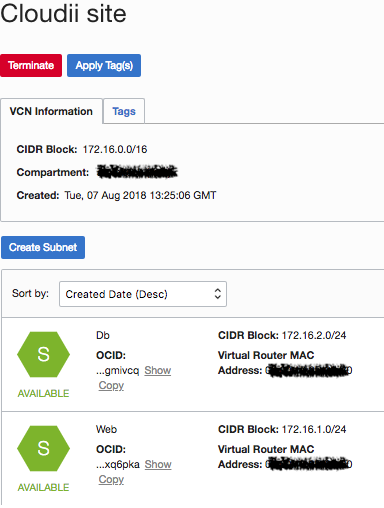 Cloudii site
Terminate Apply Tag(s)
VCN Information Tags
CIDR Block: 172.16.0.0/16
Compartment:
Created: Tue, 07 Aug 2018 13:25:06 GMT
Create Subnet
Sort by: Created Date (Desc)
S
AVAILABLE
Db
OCID:
...gmivcq Show
Copy
CIDR Block: 172.16.2.0/24
Virtual Router MAC
Address:
S
AVAILABLE
Web
OCID:
...xq6pka Show
Copy
CIDR Block: 172.16.1.0/24
Virtual Router MAC
Address: